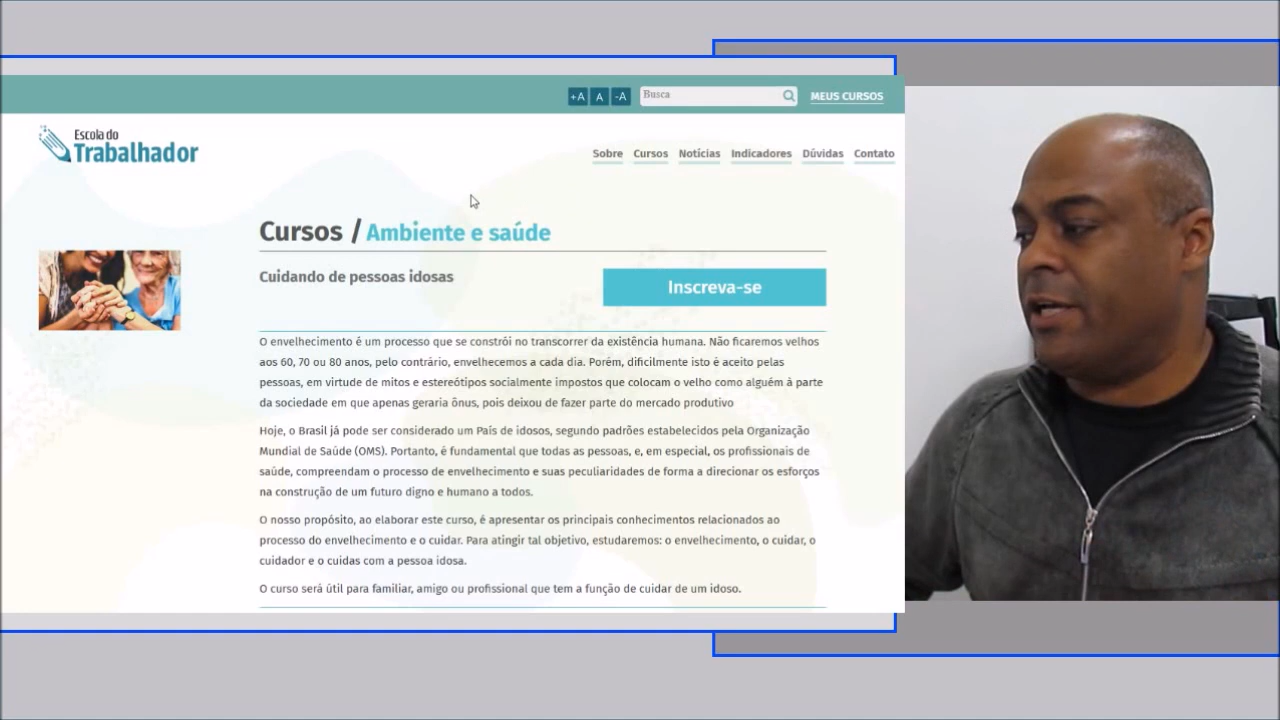 +A A -A Busca MEUS CURSOS
Escola do
Trabalhador
Sobre Cursos Notícias Indicadores Dúvidas Contato
Cursos / Ambiente e saúde
Cuidando de pessoas idosas
Inscreva-se
O envelhecimento é um processo que se constrói no transcorrer da existência humana. Não ficaremos velhos
aos 60, 70 ou 80 anos, pelo contrário, envelhecemos a cada dia. Porém, dificilmente isto é aceito pelas
pessoas, em virtude de mitos e estereótipos socialmente impostos que colocam o velho como alguém à parte
da sociedade em que apenas geraria ônus, pois deixou de fazer parte do mercado produtivo
Hoje, o Brasil já pode ser considerado um País de idosos, segundo padrões estabelecidos pela Organização
Mundial de Saúde (OMS). Portanto, é fundamental que todas as pessoas, e, em especial, os profissionais de
saúde, compreendam o processo de envelhecimento e suas peculiaridades de forma a direcionar os esforços
na construção de um futuro digno e humano a todos.
O nosso propósito, ao elaborar este curso, é apresentar os principais conhecimentos relacionados ao
processo do envelhecimento e o cuidar. Para atingir tal objetivo, estudaremos: o envelhecimento, o cuidar, o
cuidador e o cuidas com a pessoa idosa.
O curso será útil para familiar, amigo ou profissional que tem a função de cuidar de um idoso.